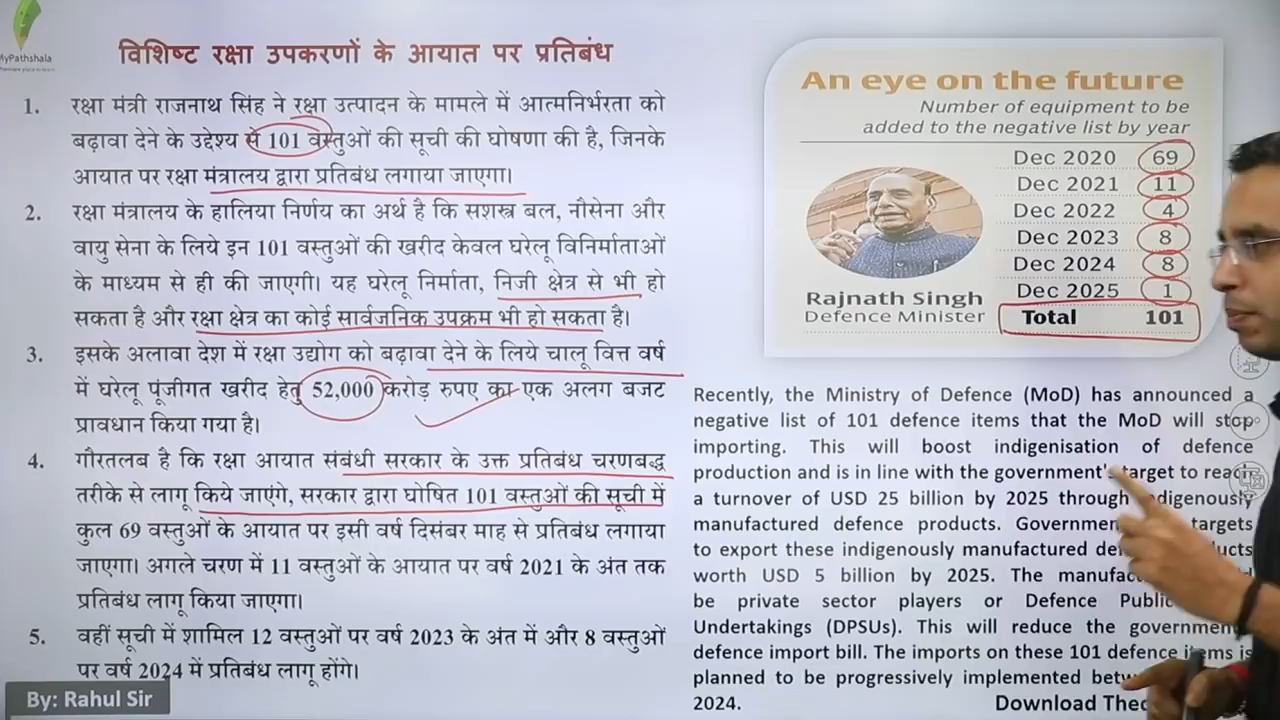 MyPathshala
विशिष्ट रक्षा उपकरणों के आयात पर प्रतिबंध
1. रक्षा मंत्री राजनाथ सिंह ने रक्षा उत्पादन के मामले में आत्मनिर्भरता को
बढ़ावा देने के उद्देश्य से 101 वस्तुओं की सूची की घोषणा की है, जिनके
आयात पर रक्षा मंत्रालय द्वारा प्रतिबंध लगाया जाएगा।
2. रक्षा मंत्रालय के हालिया निर्णय का अर्थ है कि सशस्त्र बल, नौसेना और
वायु सेना के लिये इन 101 वस्तुओं की खरीद केवल घरेलू विनिर्माताओं
के माध्यम से ही की जाएगी। यह घरेलू निर्माता, निजी क्षेत्र से भी हो
सकता है और रक्षा क्षेत्र का कोई सार्वजनिक उपक्रम भी हो सकता है।
3. इसके अलावा देश में रक्षा उद्योग को बढ़ावा देने के लिये चालू वित्त वर्ष
में घरेलू पूंजीगत खरीद हेतु 52,000 करोड़ रुपए का एक अलग बजट
प्रावधान किया गया है।
4. गौरतलब है कि रक्षा आयात संबंधी सरकार के उक्त प्रतिबंध चरणबद्ध
तरीके से लागू किये जाएंगे, सरकार द्वारा घोषित 101 वस्तुओं की सूची में
कुल 69 वस्तुओं के आयात पर इसी वर्ष दिसंबर माह से प्रतिबंध लगाया
जाएगा। अगले चरण में 11 वस्तुओं के आयात पर वर्ष 2021 के अंत तक
प्रतिबंध लागू किया जाएगा।
5. वहीं सूची में शामिल 12 वस्तुओं पर वर्ष 2023 के अंत में और 8 वस्तुओं
पर वर्ष 2024 में प्रतिबंध लागू होंगे।
By: Rahul Sir
An eye on the future
Number of equipment to be
added to the negative list by year
Dec 2020 69
Dec 2021 11
Dec 2022 4
Dec 2023 8
Dec 2024 8
Dec 2025 1
Total 101
Rajnath Singh
Defence Minister
Recently, the Ministry of Defence (MoD) has announced a
negative list of 101 defence items that the MoD will stop
importing. This will boost indigenisation of defence
production and is in line with the government's target to reach
a turnover of USD 25 billion by 2025 through indigenously
manufactured defence products. Governmen targets
to export these indigenously manufactured de ucts
worth USD 5 billion by 2025. The manufac
be private sector players or Defence Public
Undertakings (DPSUs). This will reduce the government
defence import bill. The imports on these 101 defence items is
planned to be progressively implemented betw
2024.
Download The